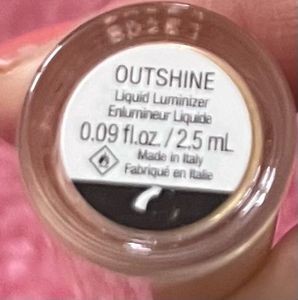 OUTSHINE
Liquid Luminizer
Enlumineur Liquide
0.09 fl.oz. / 2.5 mL
Made in Italy
Fabriqué en Italie